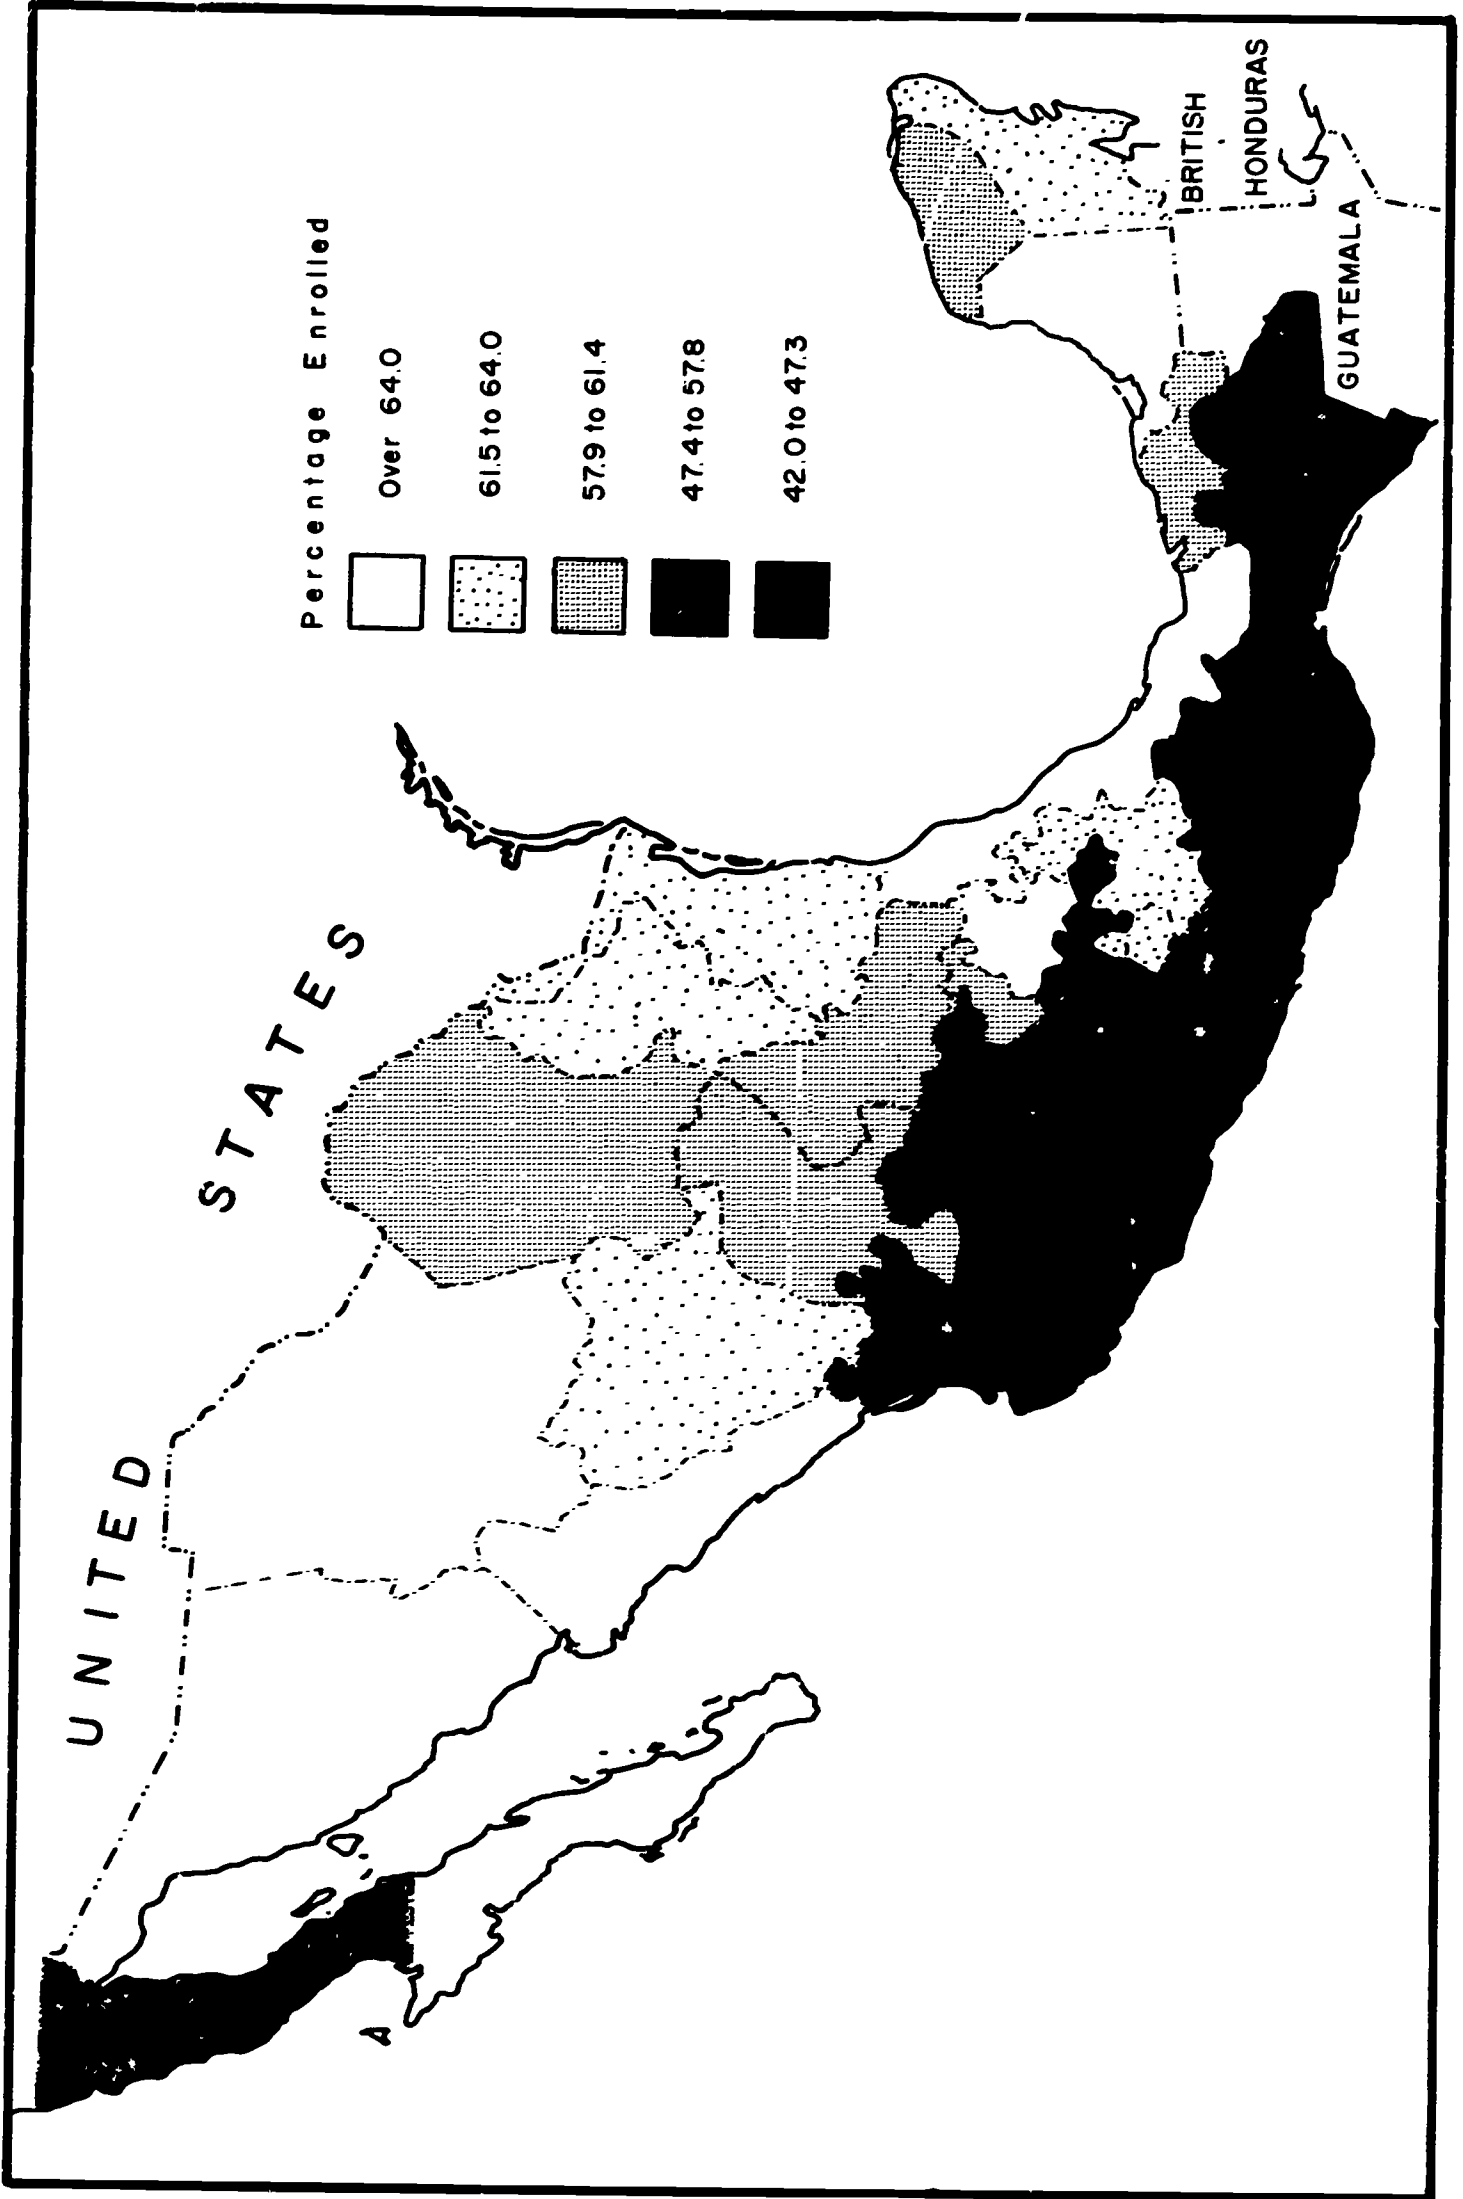 UNITED
STATES
Percentage Enrolled
Over 64.0
61.5 to 64.0
57.9 to 61.4
47.4 to 57.8
42.0 to 47.3
BRITISH
HONDURAS
GUATEMALA